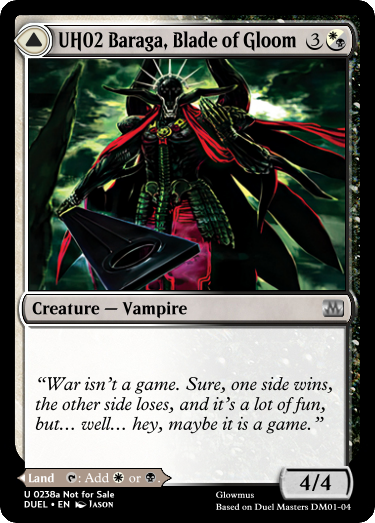 UH02 Baraga, Blade of Gloom 3
Creature — Vampire
“War isn’t a game. Sure, one side wins,
the other side loses, and it’s a lot of fun,
but... well... hey, maybe it is a game.”
Land : Add or .
4/4
U 0238a Not for Sale
DUEL • EN JASON
Glowmus
Based on Duel Masters DM01-04